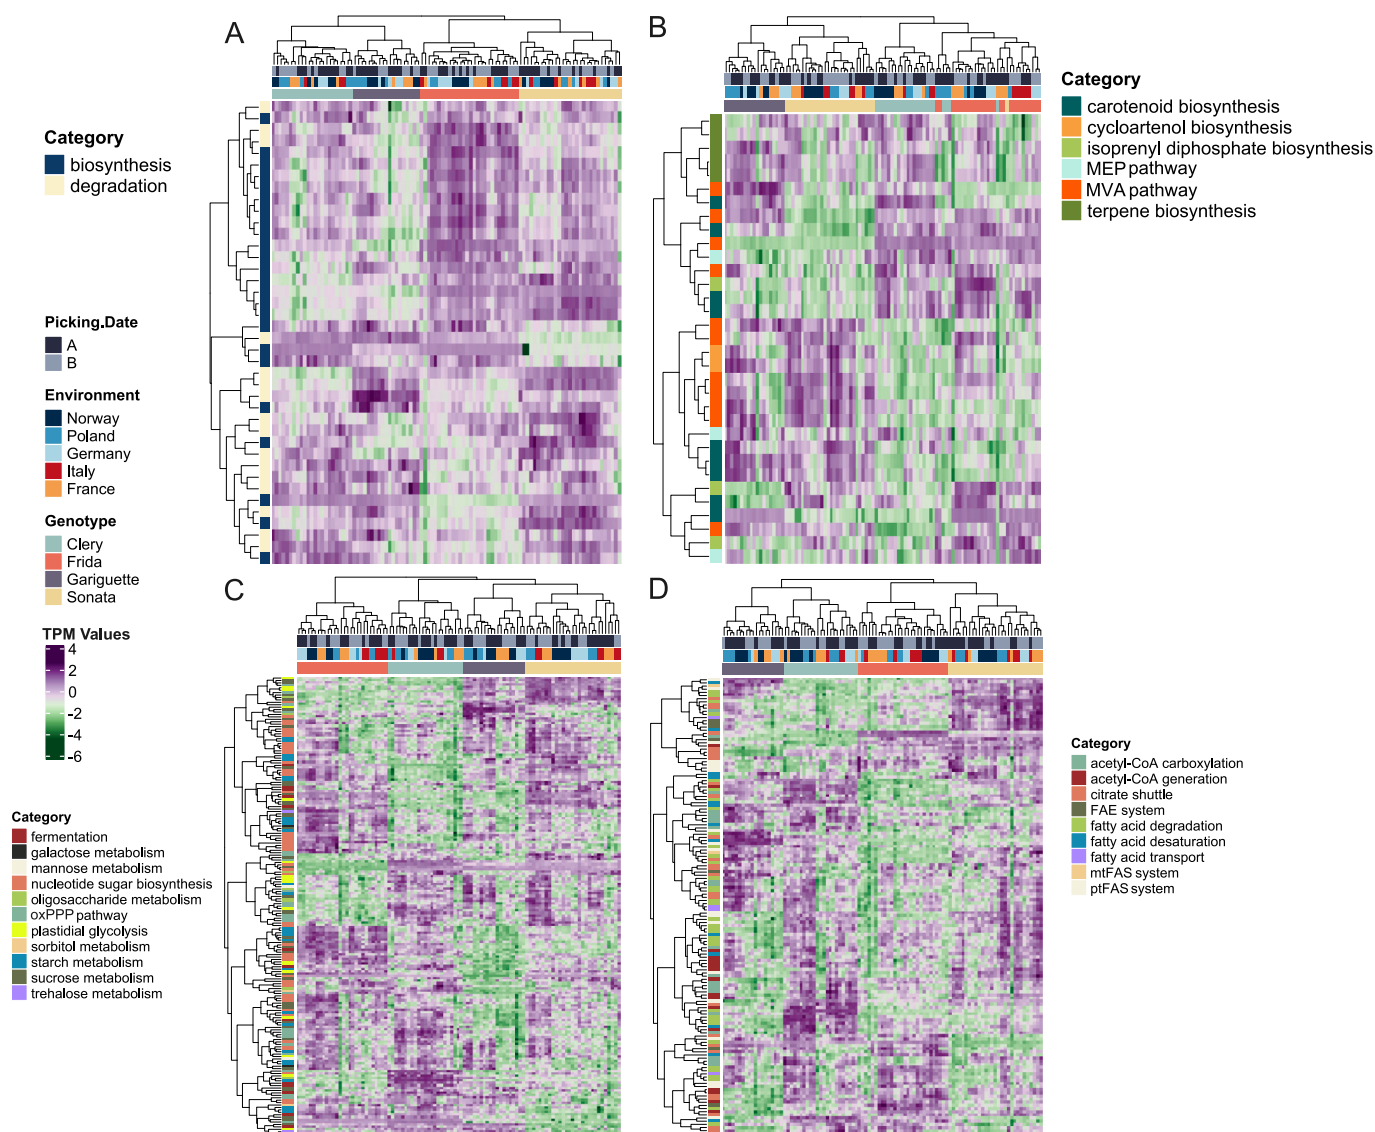 A
B
Category
biosynthesis
degradation
Category
carotenoid biosynthesis
cycloartenol biosynthesis
isoprenyl diphosphate biosynthesis
MEP pathway
MVA pathway
terpene biosynthesis
Picking.Date
A
B
Environment
Norway
Poland
Germany
Italy
France
Genotype
Clery
Frida
Gariguette
Sonata
TPM Values
4
2
0
-2
-4
-6
C
D
Category
fermentation
galactose metabolism
mannose metabolism
nucleotide sugar biosynthesis
oligosaccharide metabolism
oxPPP pathway
plastidial glycolysis
sorbitol metabolism
starch metabolism
sucrose metabolism
trehalose metabolism
Category
acetyl-CoA carboxylation
acetyl-CoA generation
citrate shuttle
FAE system
fatty acid degradation
fatty acid desaturation
fatty acid transport
mtFAS system
ptFAS system